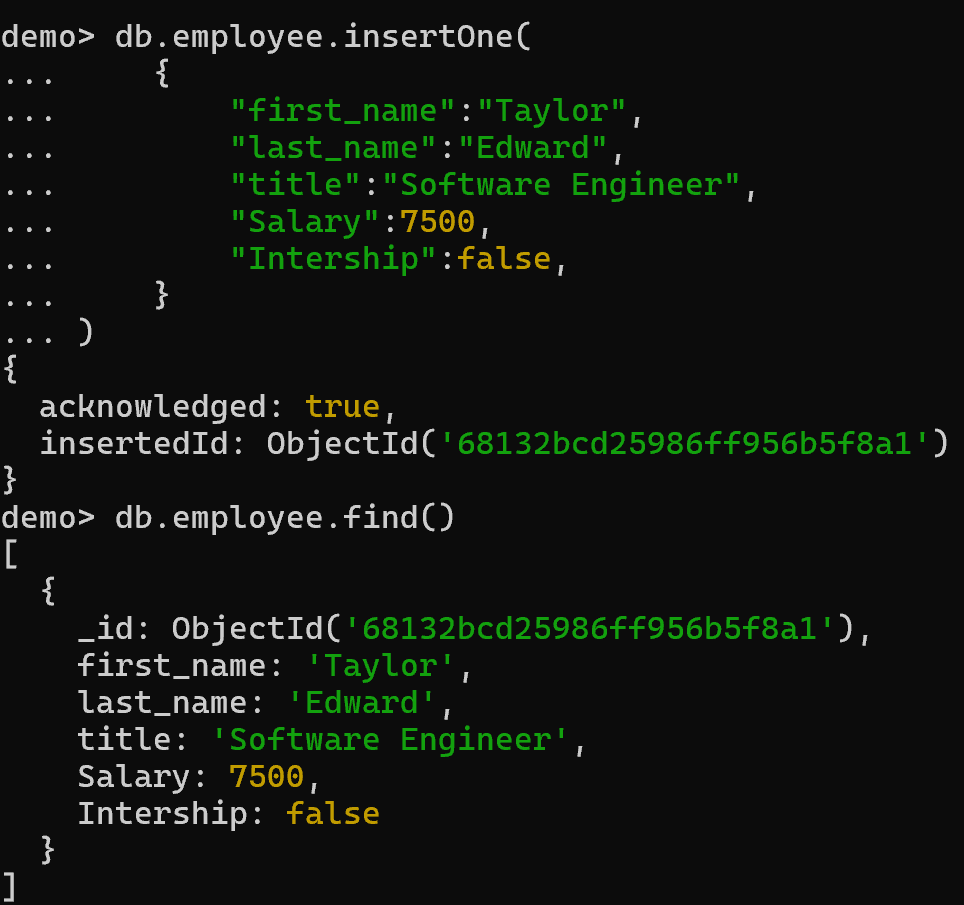 demo> db.employee.insertOne(
...     {
...         "first_name":"Taylor",
...         "last_name":"Edward",
...         "title":"Software Engineer",
...         "Salary":7500,
...         "Intership":false,
...     }
... )
{
  acknowledged: true,
  insertedId: ObjectId('68132bcd25986ff956b5f8a1')
}
demo> db.employee.find()
[
  {
    _id: ObjectId('68132bcd25986ff956b5f8a1'),
    first_name: 'Taylor',
    last_name: 'Edward',
    title: 'Software Engineer',
    Salary: 7500,
    Intership: false
  }
]